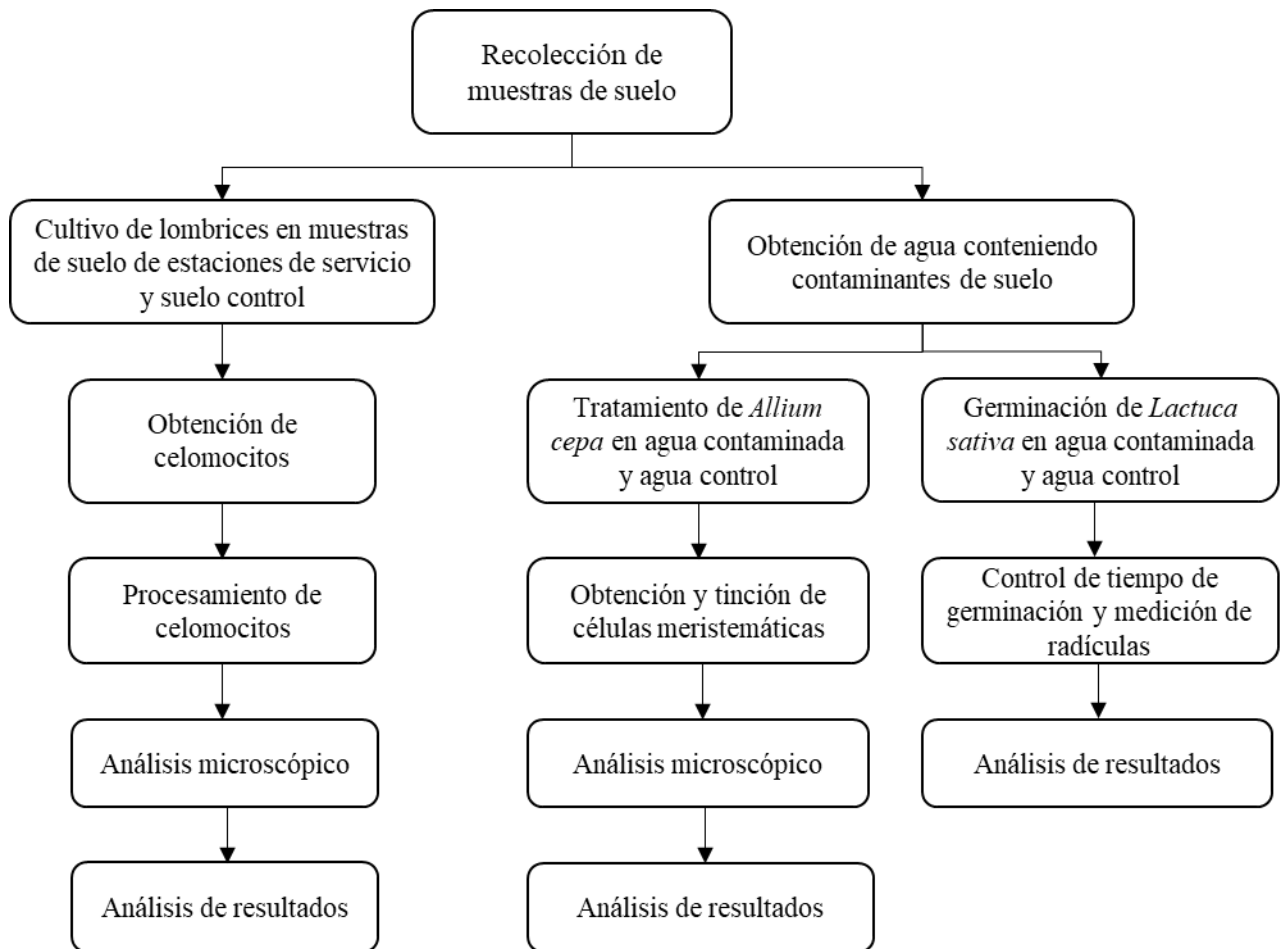 Recolección de
muestras de suelo
Cultivo de lombrices en muestras
de suelo de estaciones de servicio
y suelo control
Obtención de agua conteniendo
contaminantes de suelo
Obtención de
celomocitos
Tratamiento de Allium
cepa en agua contaminada
y agua control
Germinación de Lactuca
sativa en agua contaminada
y agua control
Procesamiento de
celomocitos
Obtención y tinción de
células meristemáticas
Control de tiempo de
germinación y medición de
radículas
Análisis microscópico
Análisis microscópico
Análisis de resultados
Análisis de resultados
Análisis de resultados